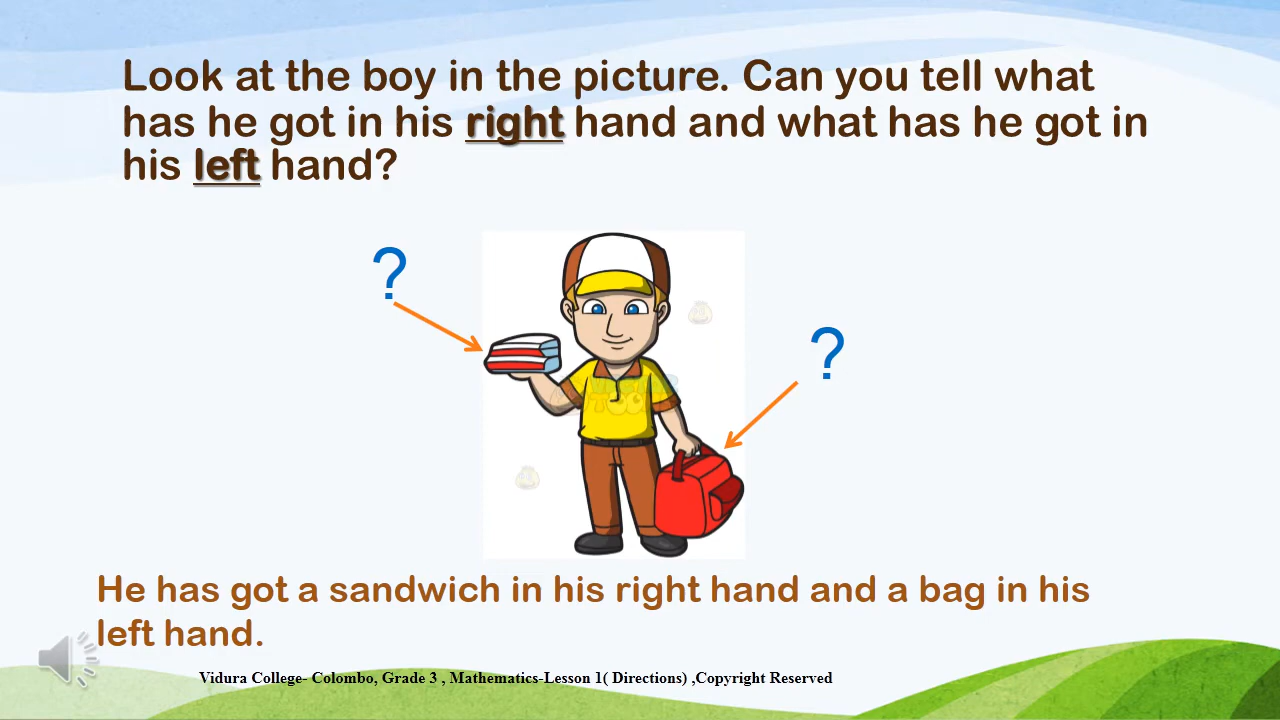 Look at the boy in the picture. Can you tell what
has he got in his right hand and what has he got in
his left hand?
?
?
He has got a sandwich in his right hand and a bag in his
left hand.
Vidura College- Colombo, Grade 3 , Mathematics-Lesson 1( Directions) ,Copyright Reserved